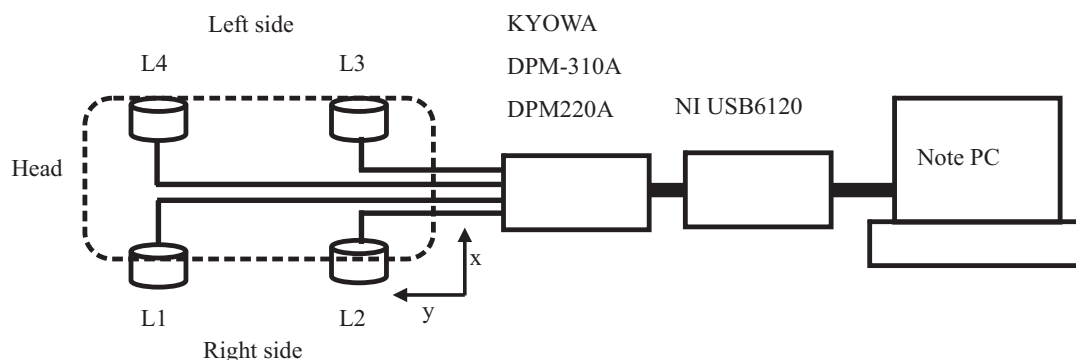 Left side
L4
L3
KYOWA
DPM-310A
DPM220A
NI USB6120
Note PC
Head
x
y
L1
L2
Right side